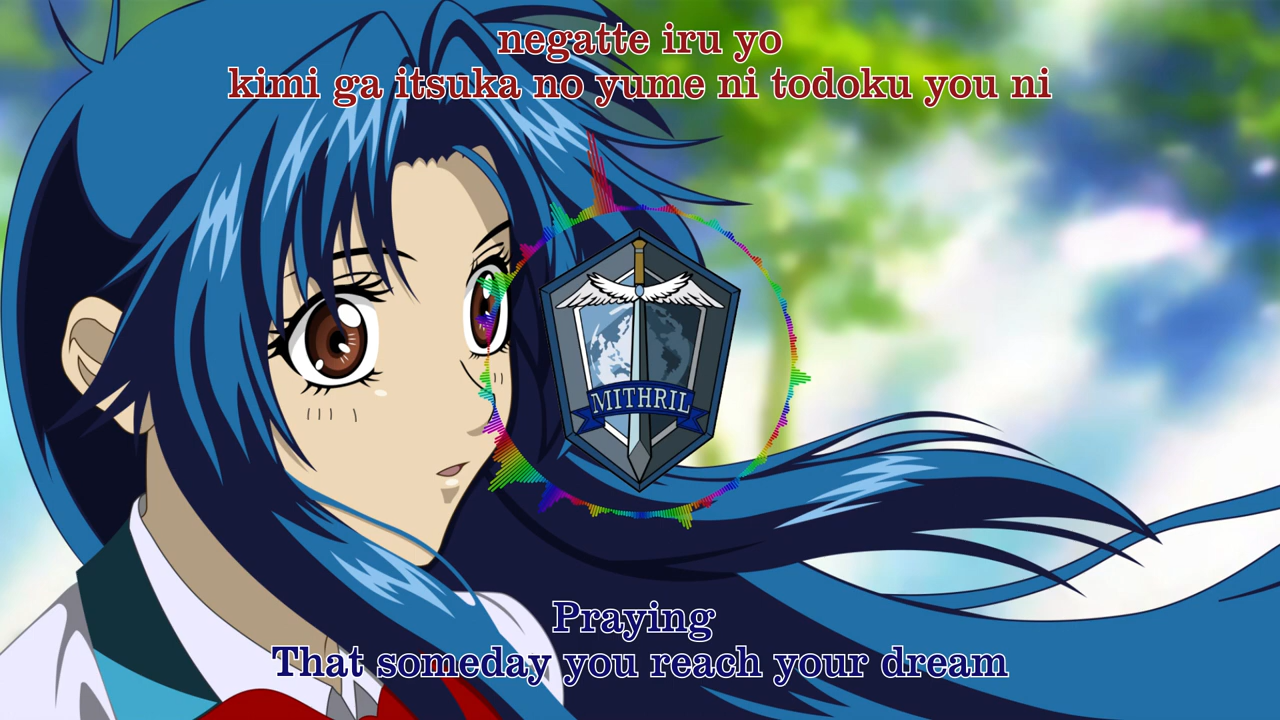 negatte iru yo
kimi ga itsuka no yume ni todoku you ni
MITHRIL
Praying
That someday you reach your dream